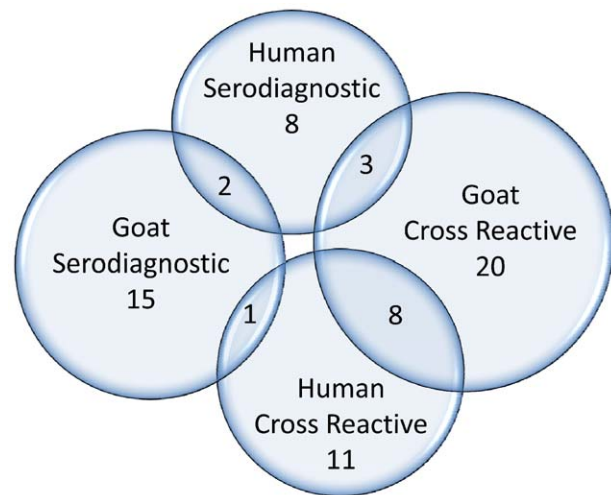 Human
Serodiagnostic
8
2
3
Goat
Serodiagnostic
15
Goat
Cross Reactive
20
1
8
Human
Cross Reactive
11